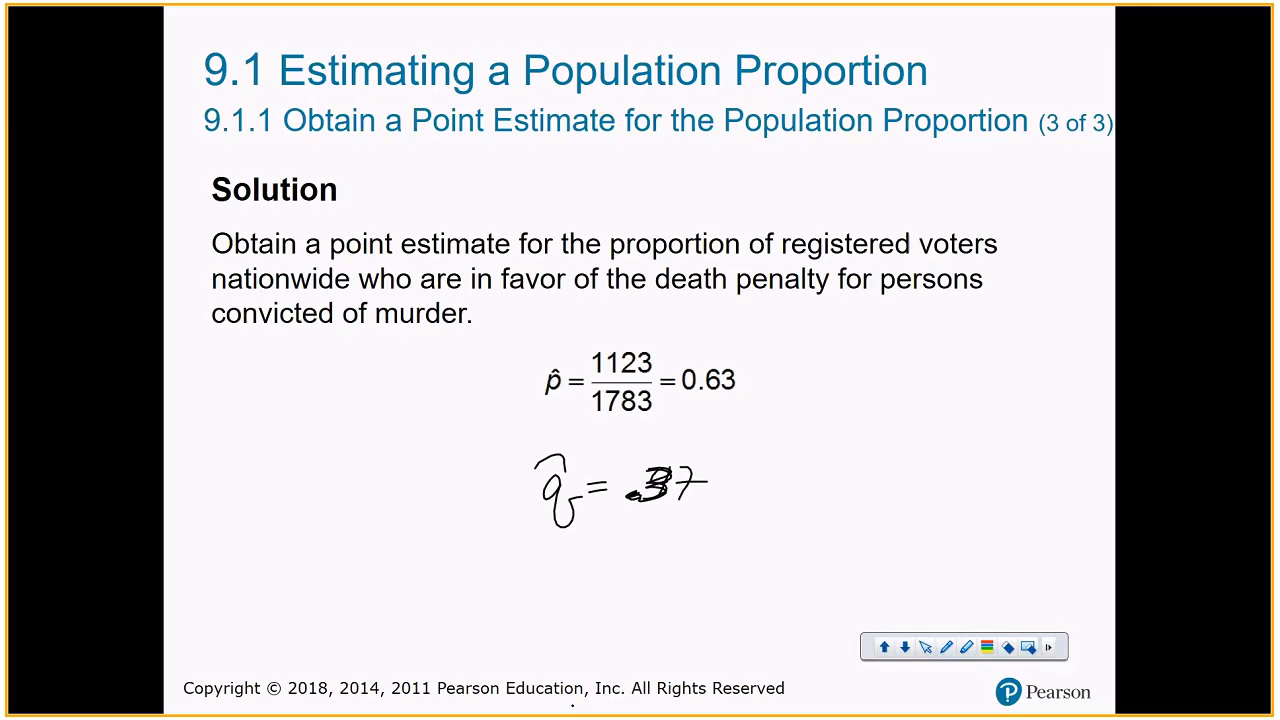 9.1 Estimating a Population Proportion
9.1.1 Obtain a Point Estimate for the Population Proportion (3 of 3)
Solution
Obtain a point estimate for the proportion of registered voters
nationwide who are in favor of the death penalty for persons
convicted of murder.
p̂ = 1123/1783 = 0.63
q̂ = .37
Copyright © 2018, 2014, 2011 Pearson Education, Inc. All Rights Reserved
Pearson